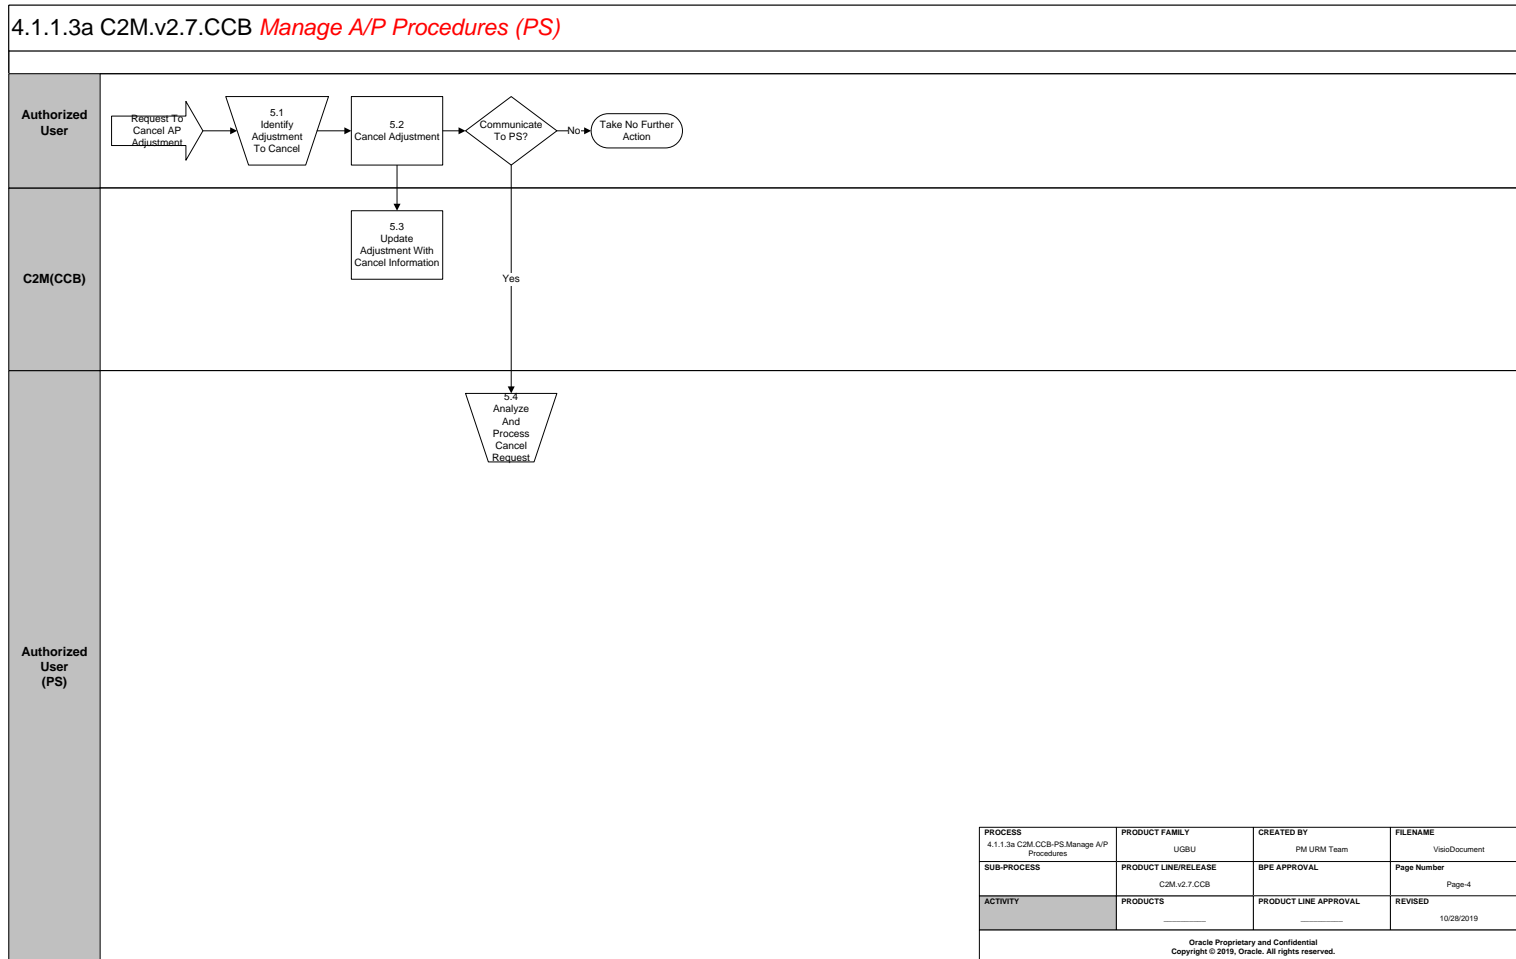 4.1.1.3a C2M.v2.7.CCB Manage A/P Procedures (PS)
Authorized
User
Request To
Cancel AP
Adjustment
5.1
Identify
Adjustment
To Cancel
5.2
Cancel Adjustment
Communicate
To PS?
No
Take No Further
Action
C2M(CCB)
5.3
Update
Adjustment With
Cancel Information
Yes
Authorized
User
(PS)
5.4
Analyze
And
Process
Cancel
Request
PROCESS
4.1.1.3a C2M.CCB-PS.Manage A/P
Procedures
PRODUCT FAMILY
UGBU
CREATED BY
PM URM Team
FILENAME
VisioDocument
SUB-PROCESS
PRODUCT LINE/RELEASE
C2M.v2.7.CCB
BPE APPROVAL
Page Number
Page-4
ACTIVITY
PRODUCTS
PRODUCT LINE APPROVAL
REVISED
10/28/2019
Oracle Proprietary and Confidential
Copyright © 2019, Oracle. All rights reserved.